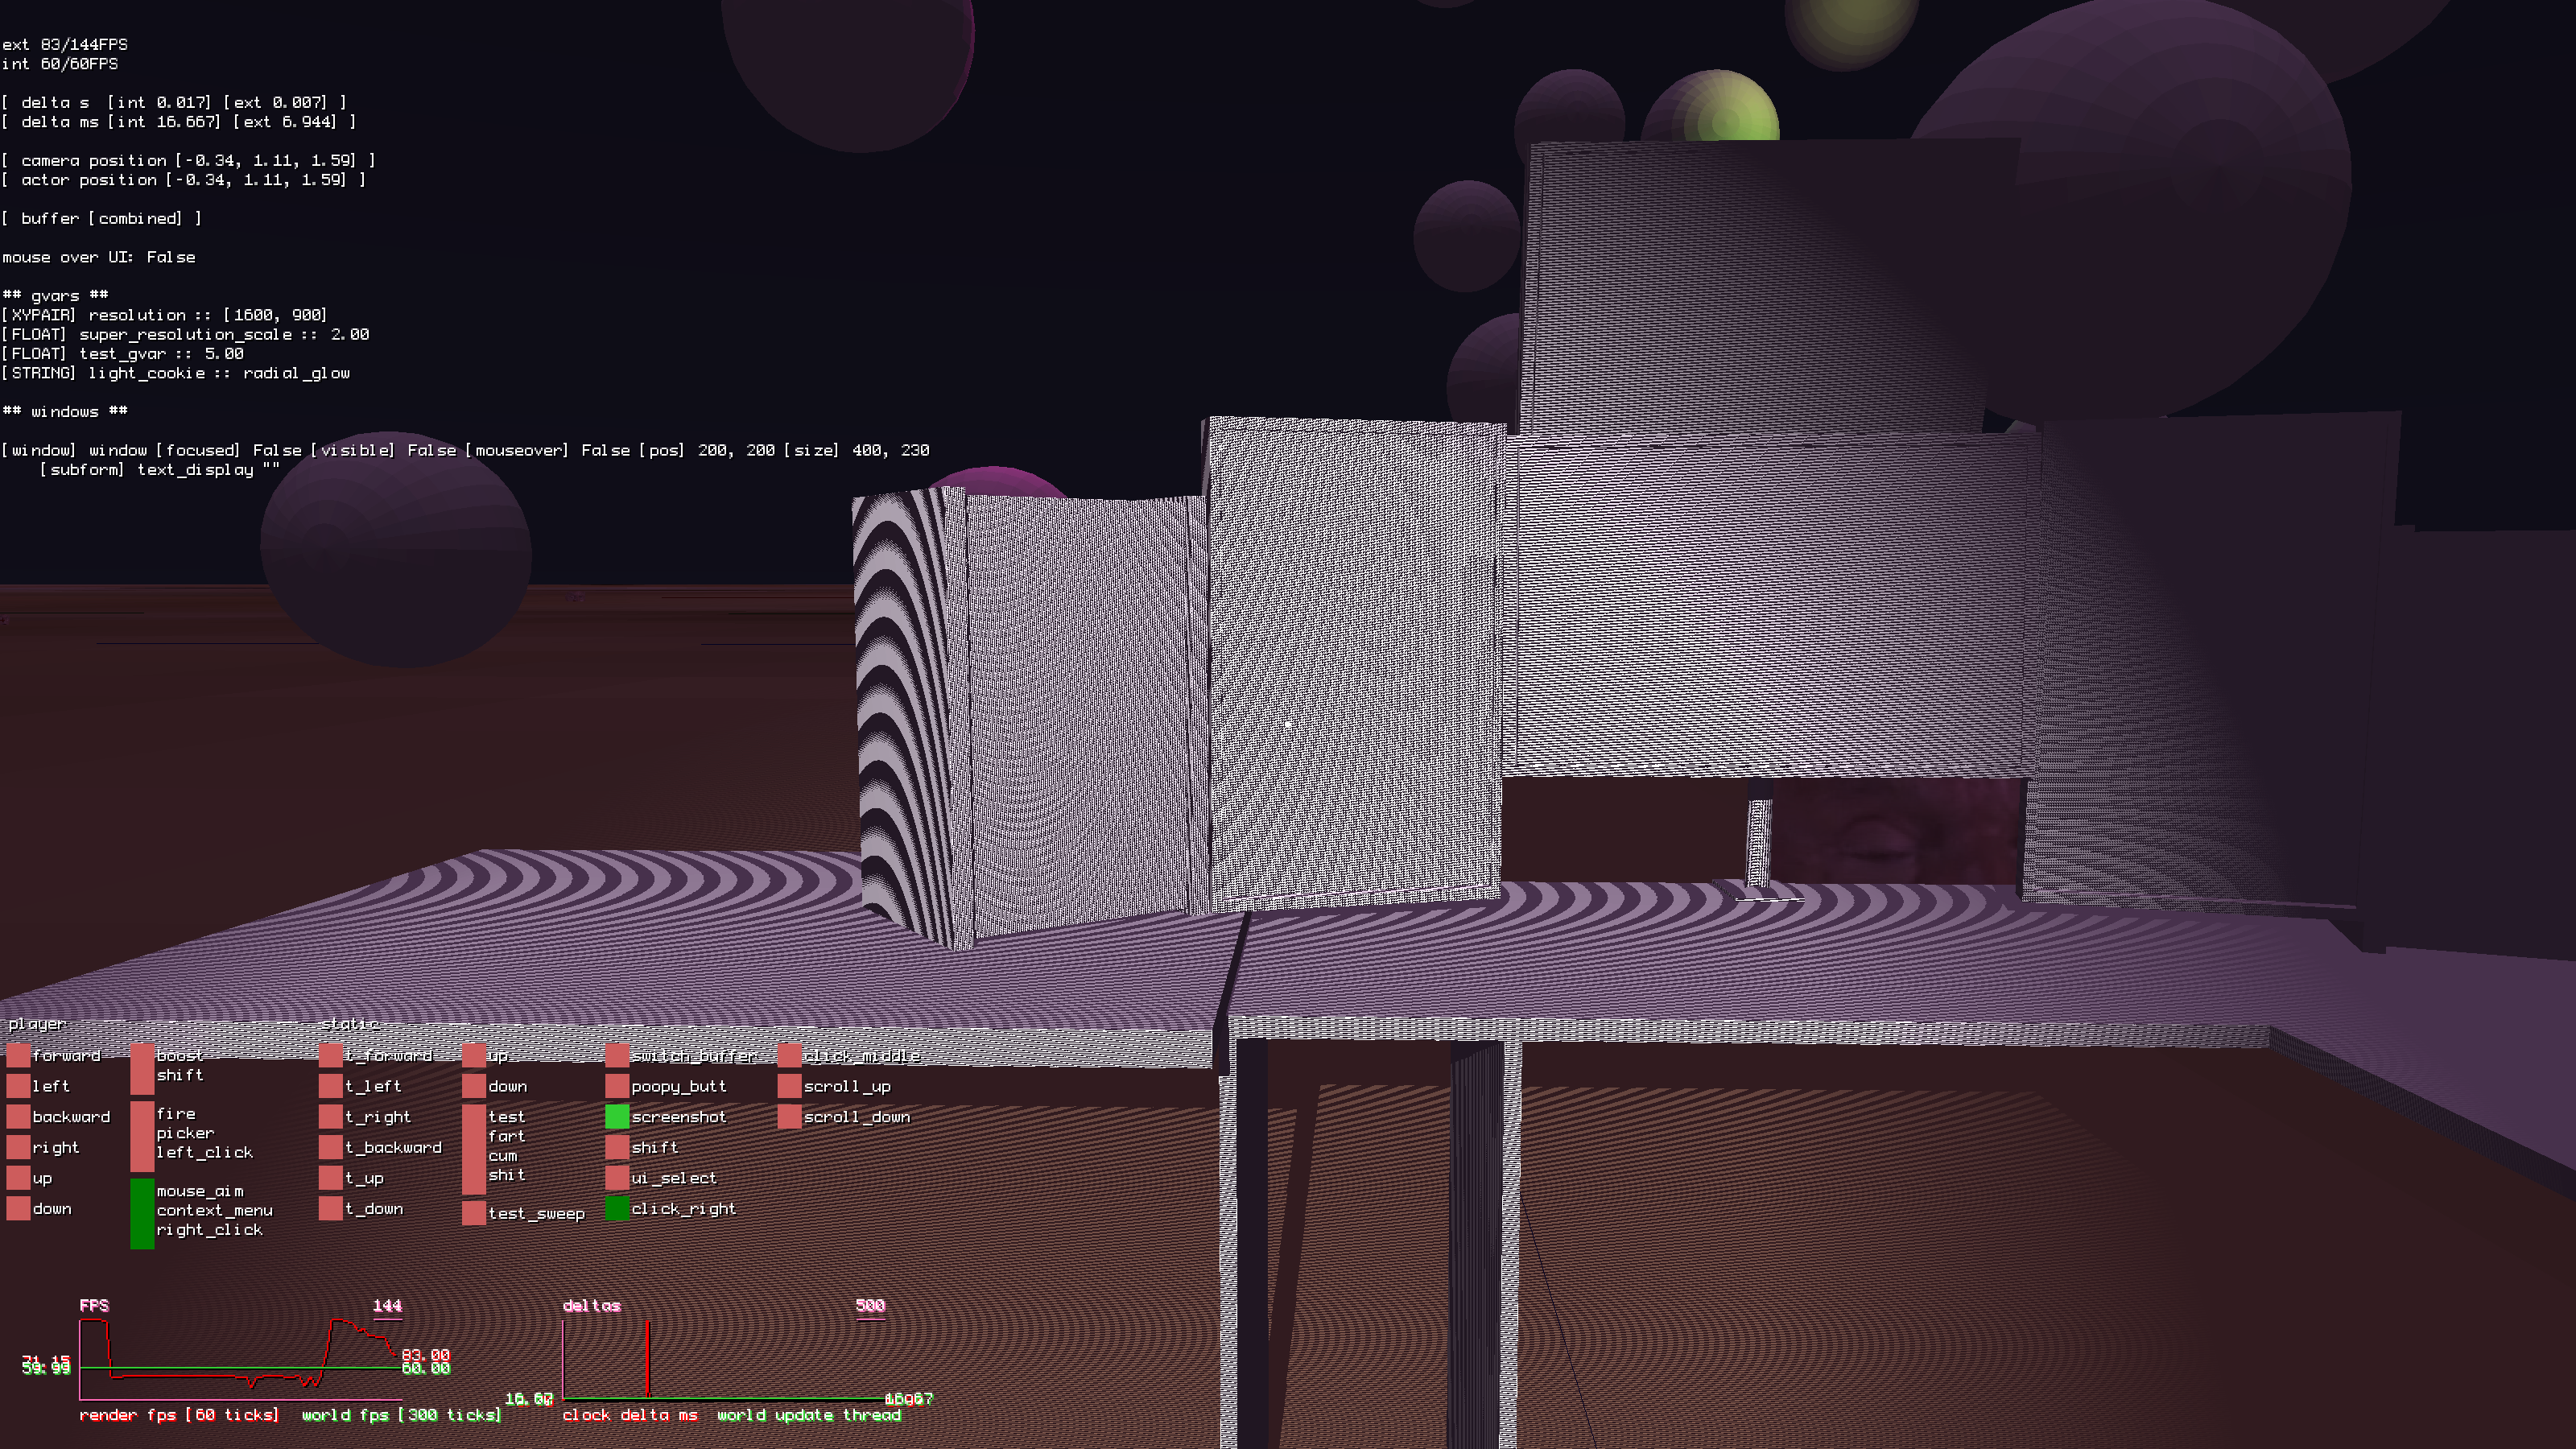 ext 83/144FPS
int 60/60FPS
[ delta s  [int 0.017] [ext 0.007] ]
[ delta ms [int 16.667] [ext 6.944] ]
[ camera position [-0.34, 1.11, 1.59] ]
[ actor position [-0.34, 1.11, 1.59] ]
[ buffer [combined] ]
mouse over UI: False
## gvars ##
[XYPAIR] resolution :: [1600, 900]
[FLOAT] super_resolution_scale :: 2.00
[FLOAT] test_gvar :: 5.00
[STRING] light_cookie :: radial_glow
## windows ##
[window] window [focused] False [visible] False [mouseover] False [pos] 200, 200 [size] 400, 230
[subform] text_display ""
player
forward
left
backward
right
up
down
boost
shift
fire
picker
left_click
mouse_aim
context_menu
right_click
static
t_forward
t_left
t_right
t_backward
t_up
t_down
up
down
test
fart
cum
shit
test_sweep
switch_buffer
poopy_butt
screenshot
shift
ui_select
click_right
click_middle
scroll_up
scroll_down
FPS 144
71.15
59.99
83.00
60.00
render fps [60 ticks] world fps [300 ticks]
deltas 500
clock delta ms world update thread